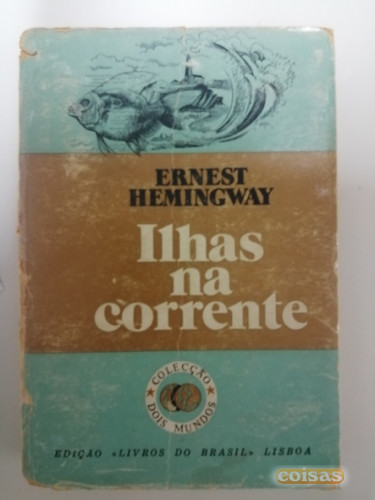 ERNEST
HEMINGWAY
Ilhas
na
corrente
COLECÇÃO
DOIS MUNDOS
EDIÇÃO «LIVROS DO BRASIL» LISBOA
coisas